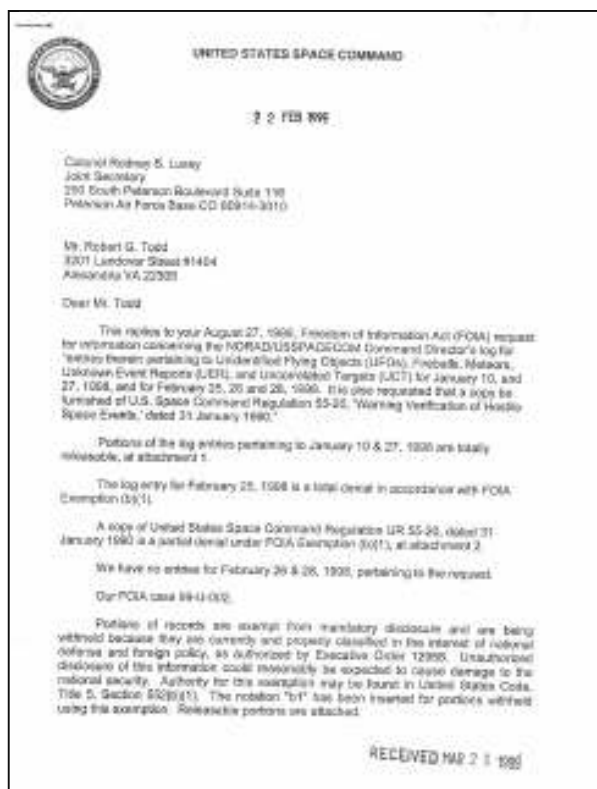 UNITED STATES SPACE COMMAND
2 2 FEB
Colonel Rodney S. Lusey
Joint Secretary
250 South Peterson Boulevard Suite 116
Peterson Air Force Base CO 80914-3010
Mr. Robert G. Todd
Landover Street #1404
Alexandria VA
Dear Mr. Todd
This replies to your August 27, 1998, Freedom of Information Act (FOIA) request
for information concerning the NORAD/USSPACECOM Command Director's log for
"entries therein pertaining to Unidentified Flying Objects (UFOs), Fireballs, Meteors,
Unknown Event Reports (UER), and Uncorrelated Targets (UCT) for January 10, and
27, 1998, and for February 25, 26 and 28, 1998. It is also requested that a copy be
furnished of U.S. Space Command Regulation 55-20, 'Warning Verification of Hostile
Space Events,' dated 31 January 1990."
Portions of the log entries pertaining to January 10 & 27, 1998 are totally
releasable, at attachment 1.
The log entry for February 25, 1998 is a total denial in accordance with FOIA
Exemption (b)(1).
A copy of United States Space Command Regulation UR 55-20, dated 31
January 1990 is a partial denial under FOIA Exemption (b)(1), at attachment 2.
We have no entries for February 26 & 28, 1998, pertaining to the request.
Our FOIA case
Portions of records are exempt from mandatory disclosure and are being
withheld because they are currently and properly classified in the interest of national
defense and foreign policy, as authorized by Executive Order 12958. Unauthorized
disclosure of this information could reasonably be expected to cause damage to the
national security. Authority for this exemption may be found in United States Code,
Title 5, Section 552(b)(1). The notation "b1" has been inserted for portions withheld
using this exemption. Releasable portions are attached.
RECEIVED MAR 2